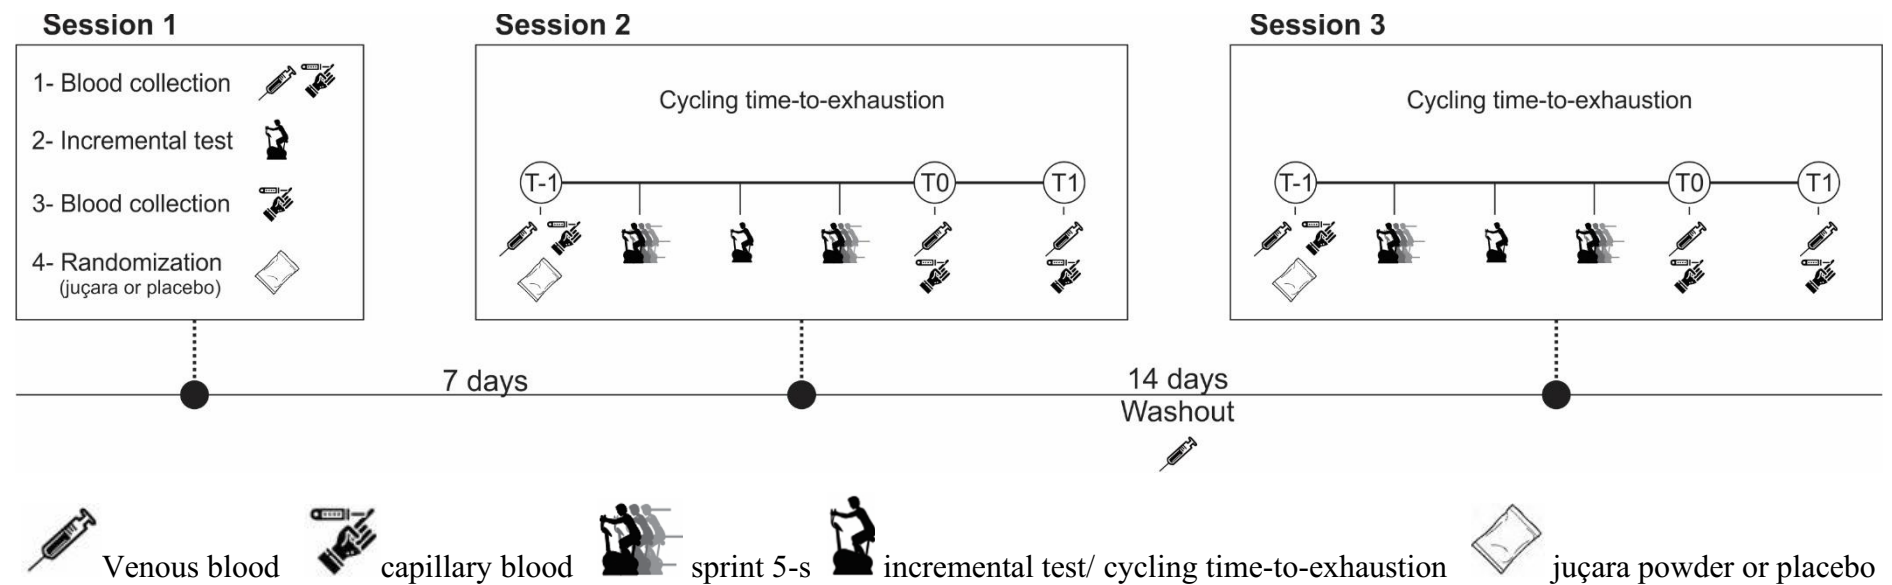 Session 1
1- Blood collection
2- Incremental test
3- Blood collection
4- Randomization
(juçara or placebo)
Session 2
Cycling time-to-exhaustion
T-1
T0
T1
Session 3
Cycling time-to-exhaustion
T-1
T0
T1
7 days
14 days
Washout
Venous blood capillary blood sprint 5-s incremental test/ cycling time-to-exhaustion juçara powder or placebo